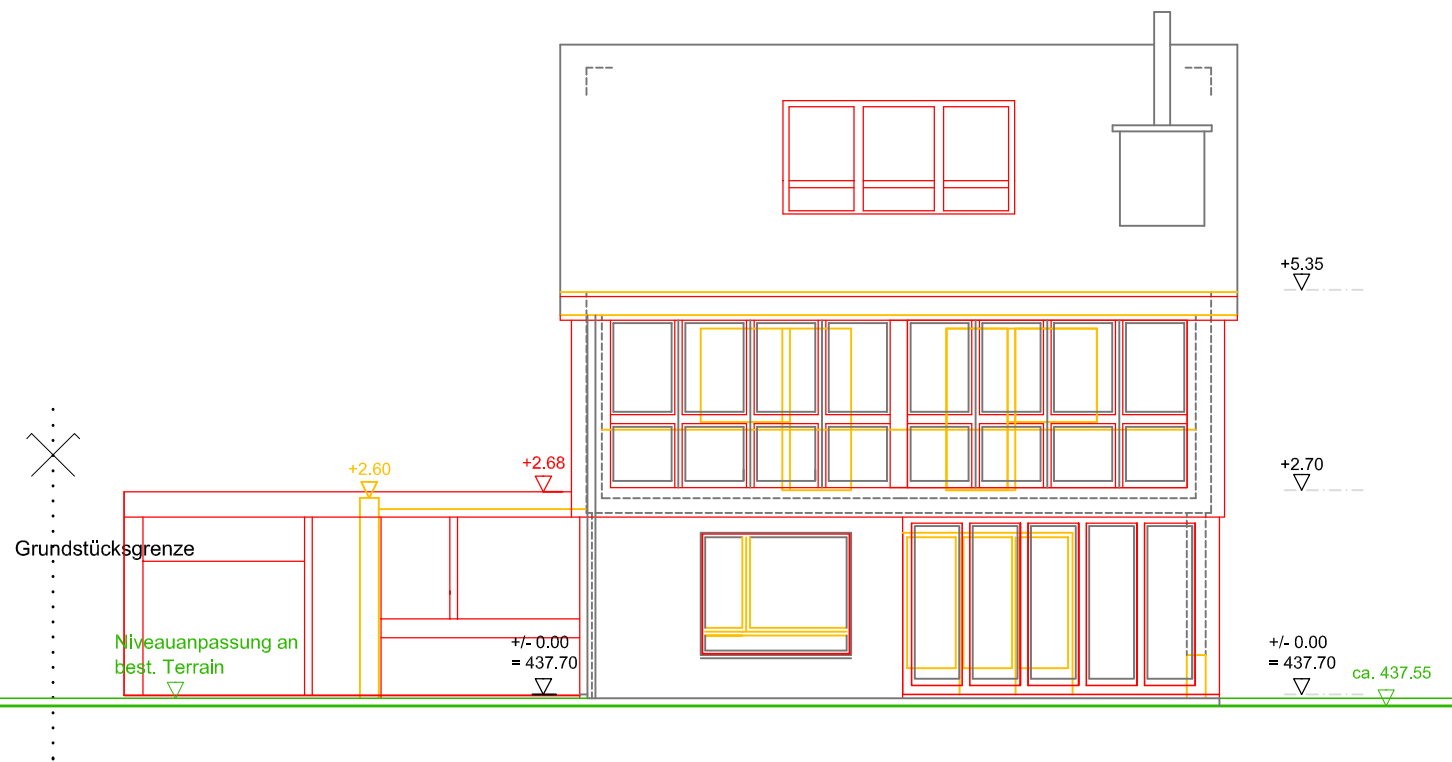 +5.35
+2.60
+2.68
+2.70
Grundstücksgrenze
Niveauanpassung an
best. Terrain
+/- 0.00
= 437.70
+/- 0.00
= 437.70
ca. 437.55